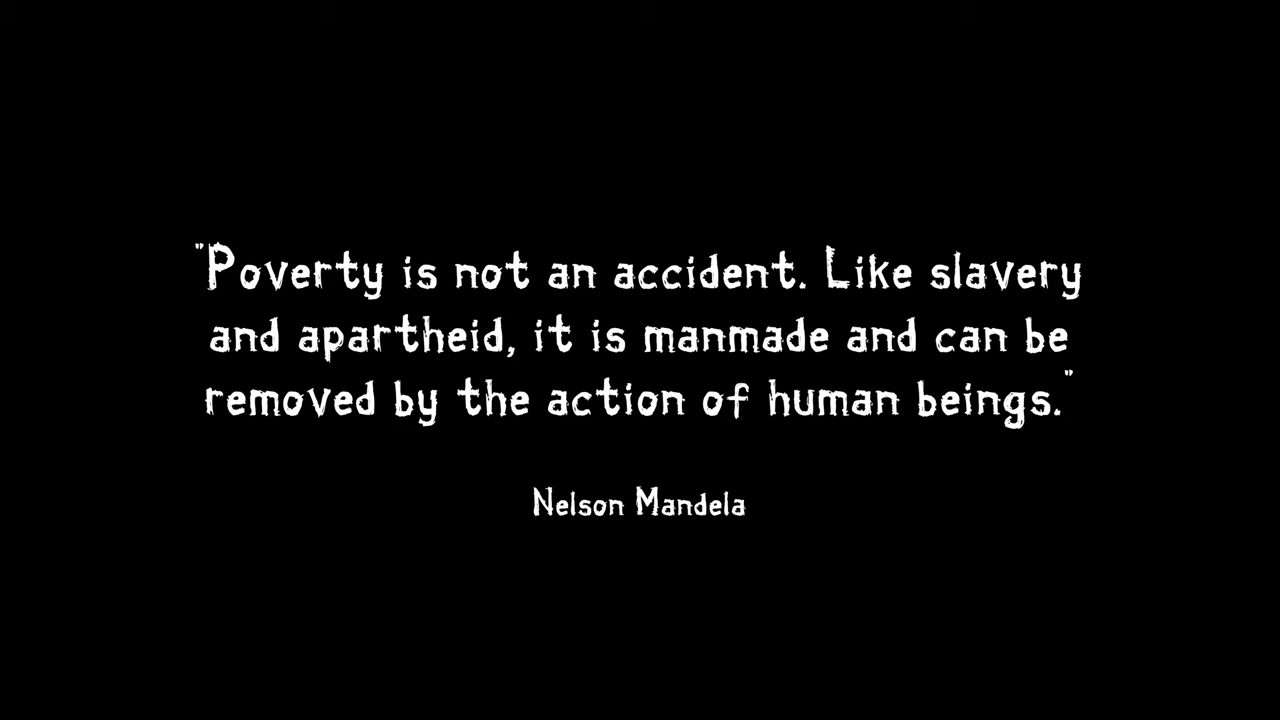 "Poverty is not an accident. Like slavery
and apartheid, it is manmade and can be
removed by the action of human beings."
Nelson Mandela